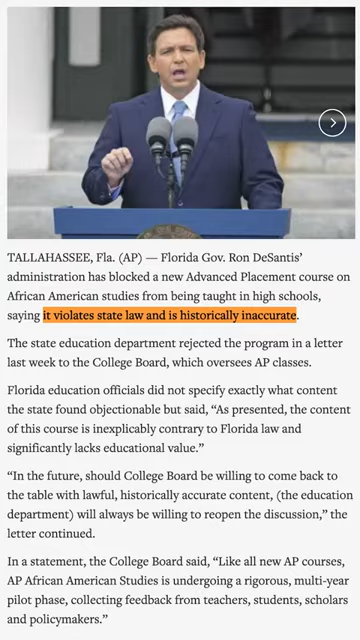 TALLAHASSEE, Fla. (AP) — Florida Gov. Ron DeSantis’
administration has blocked a new Advanced Placement course on
African American studies from being taught in high schools,
saying it violates state law and is historically inaccurate.
The state education department rejected the program in a letter
last week to the College Board, which oversees AP classes.
Florida education officials did not specify exactly what content
the state found objectionable but said, “As presented, the content
of this course is inexplicably contrary to Florida law and
significantly lacks educational value.”
“In the future, should College Board be willing to come back to
the table with lawful, historically accurate content, (the education
department) will always be willing to reopen the discussion,” the
letter continued.
In a statement, the College Board said, “Like all new AP courses,
AP African American Studies is undergoing a rigorous, multi-year
pilot phase, collecting feedback from teachers, students, scholars
and policymakers.”